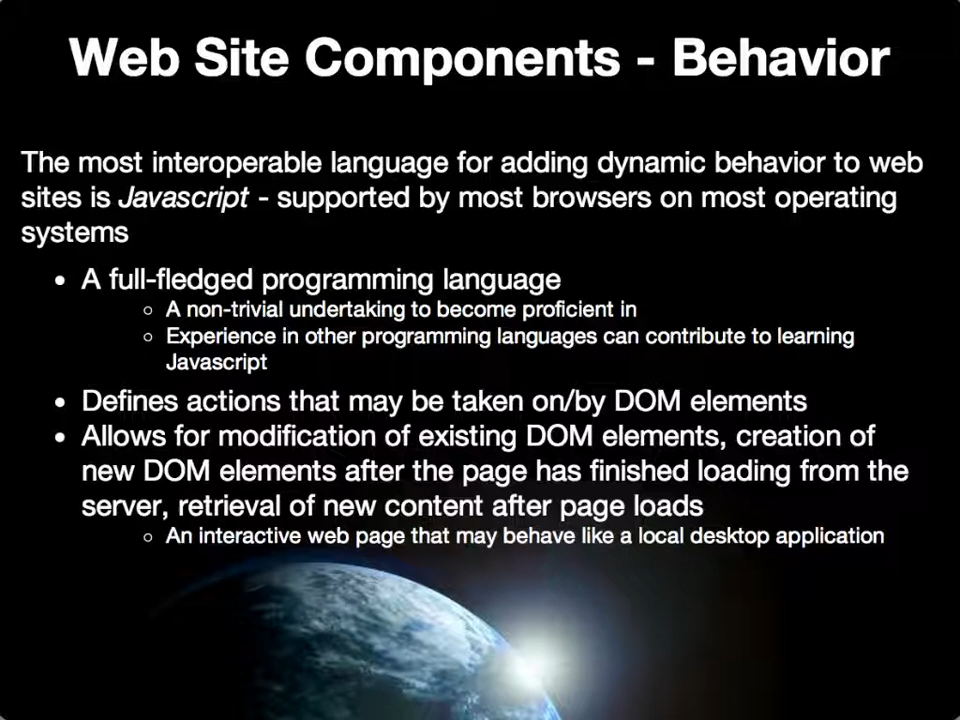 Web Site Components - Behavior
The most interoperable language for adding dynamic behavior to web
sites is Javascript - supported by most browsers on most operating
systems
• A full-fledged programming language
○ A non-trivial undertaking to become proficient in
○ Experience in other programming languages can contribute to learning
Javascript
• Defines actions that may be taken on/by DOM elements
• Allows for modification of existing DOM elements, creation of
new DOM elements after the page has finished loading from the
server, retrieval of new content after page loads
○ An interactive web page that may behave like a local desktop application